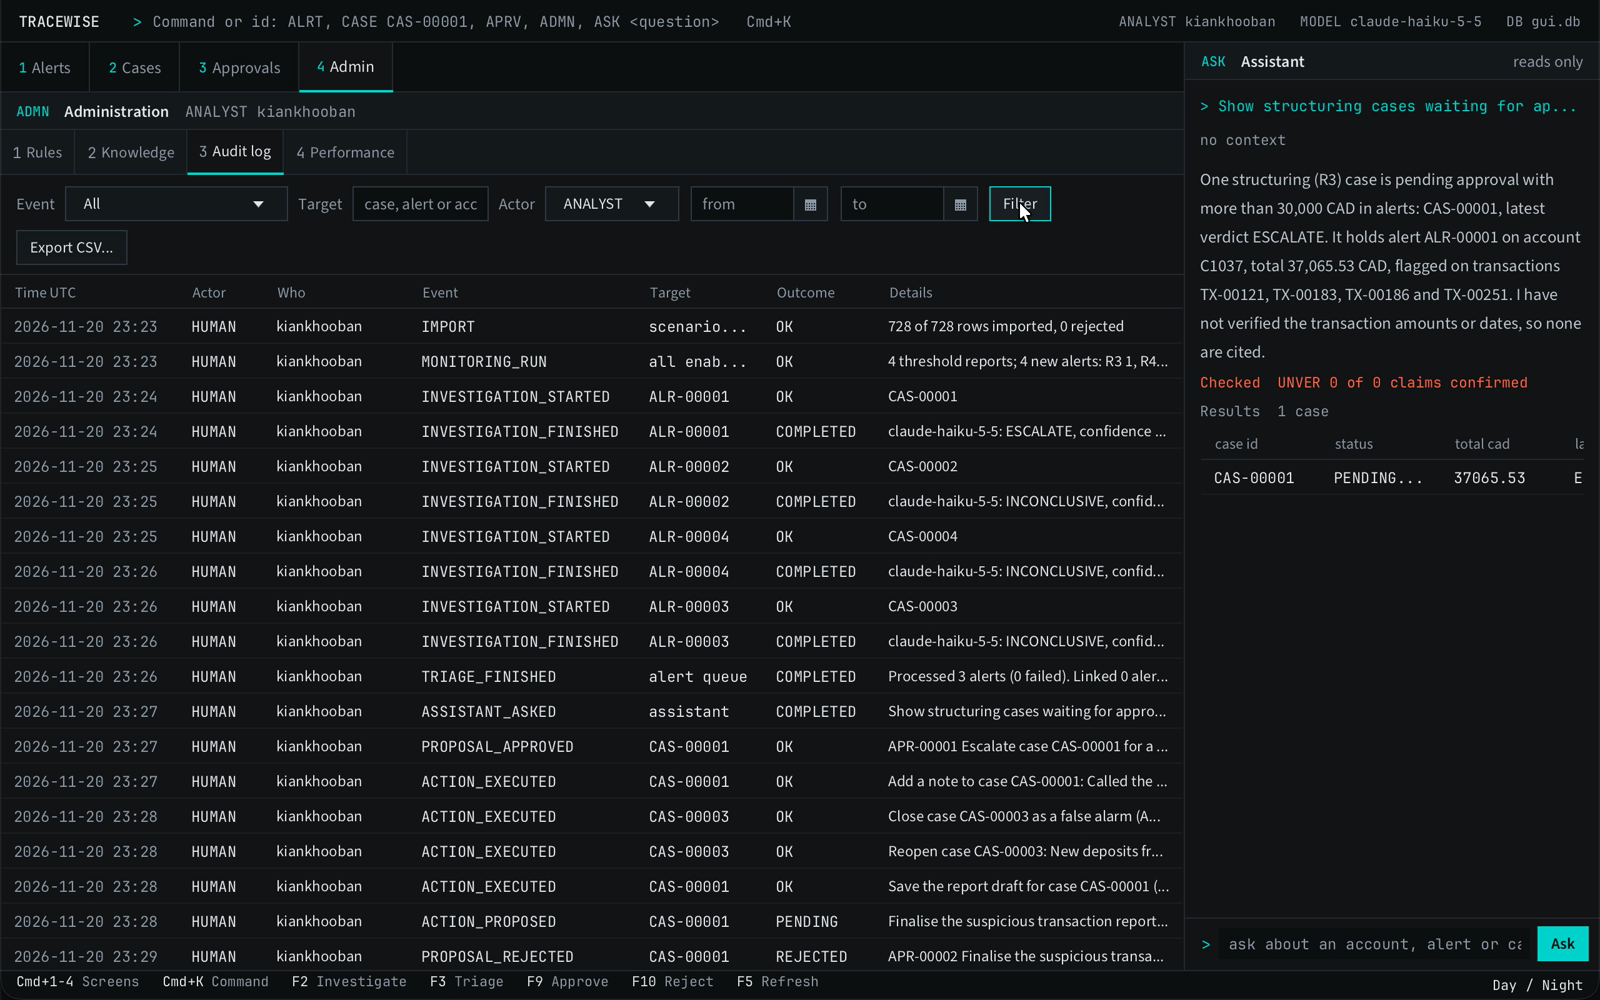 TRACEWISE > Command or id: ALRT, CASE CAS-00001, APRV, ADMN, ASK <question> Cmd+K ANALYST kiankhooban MODEL claude-haiku-5-5 DB gui.db
1 Alerts 2 Cases 3 Approvals 4 Admin
ADMN Administration ANALYST kiankhooban
1 Rules 2 Knowledge 3 Audit log 4 Performance
Event All Target case, alert or acc Actor ANALYST from to Filter
Export CSV...
Time UTC Actor Who Event Target Outcome Details
2026-11-20 23:23 HUMAN kiankhooban IMPORT scenario... OK 728 of 728 rows imported, 0 rejected
2026-11-20 23:23 HUMAN kiankhooban MONITORING_RUN all enab... OK 4 threshold reports; 4 new alerts: R3 1, R4...
2026-11-20 23:24 HUMAN kiankhooban INVESTIGATION_STARTED ALR-00001 OK CAS-00001
2026-11-20 23:24 HUMAN kiankhooban INVESTIGATION_FINISHED ALR-00001 COMPLETED claude-haiku-5-5: ESCALATE, confidence ...
2026-11-20 23:25 HUMAN kiankhooban INVESTIGATION_STARTED ALR-00002 OK CAS-00002
2026-11-20 23:25 HUMAN kiankhooban INVESTIGATION_FINISHED ALR-00002 COMPLETED claude-haiku-5-5: INCONCLUSIVE, confid...
2026-11-20 23:25 HUMAN kiankhooban INVESTIGATION_STARTED ALR-00004 OK CAS-00004
2026-11-20 23:26 HUMAN kiankhooban INVESTIGATION_FINISHED ALR-00004 COMPLETED claude-haiku-5-5: INCONCLUSIVE, confid...
2026-11-20 23:26 HUMAN kiankhooban INVESTIGATION_STARTED ALR-00003 OK CAS-00003
2026-11-20 23:26 HUMAN kiankhooban INVESTIGATION_FINISHED ALR-00003 COMPLETED claude-haiku-5-5: INCONCLUSIVE, confid...
2026-11-20 23:26 HUMAN kiankhooban TRIAGE_FINISHED alert queue COMPLETED Processed 3 alerts (0 failed). Linked 0 aler...
2026-11-20 23:27 HUMAN kiankhooban ASSISTANT_ASKED assistant COMPLETED Show structuring cases waiting for appro...
2026-11-20 23:27 HUMAN kiankhooban PROPOSAL_APPROVED CAS-00001 OK APR-00001 Escalate case CAS-00001 for a ...
2026-11-20 23:27 HUMAN kiankhooban ACTION_EXECUTED CAS-00001 OK Add a note to case CAS-00001: Called the ...
2026-11-20 23:28 HUMAN kiankhooban ACTION_EXECUTED CAS-00003 OK Close case CAS-00003 as a false alarm (A...
2026-11-20 23:28 HUMAN kiankhooban ACTION_EXECUTED CAS-00003 OK Reopen case CAS-00003: New deposits fr...
2026-11-20 23:28 HUMAN kiankhooban ACTION_EXECUTED CAS-00001 OK Save the report draft for case CAS-00001 (...
2026-11-20 23:28 HUMAN kiankhooban ACTION_PROPOSED CAS-00001 PENDING Finalise the suspicious transaction report...
2026-11-20 23:29 HUMAN kiankhooban PROPOSAL_REJECTED CAS-00001 REJECTED APR-00002 Finalise the suspicious transa...
ASK Assistant reads only
> Show structuring cases waiting for ap...
no context
One structuring (R3) case is pending approval with
more than 30,000 CAD in alerts: CAS-00001, latest
verdict ESCALATE. It holds alert ALR-00001 on account
C1037, total 37,065.53 CAD, flagged on transactions
TX-00121, TX-00183, TX-00186 and TX-00251. I have
not verified the transaction amounts or dates, so none
are cited.
Checked UNVER 0 of 0 claims confirmed
Results 1 case
case id status total cad la
CAS-00001 PENDING... 37065.53 E
> ask about an account, alert or ca Ask
Cmd+1-4 Screens Cmd+K Command F2 Investigate F3 Triage F9 Approve F10 Reject F5 Refresh Day / Night